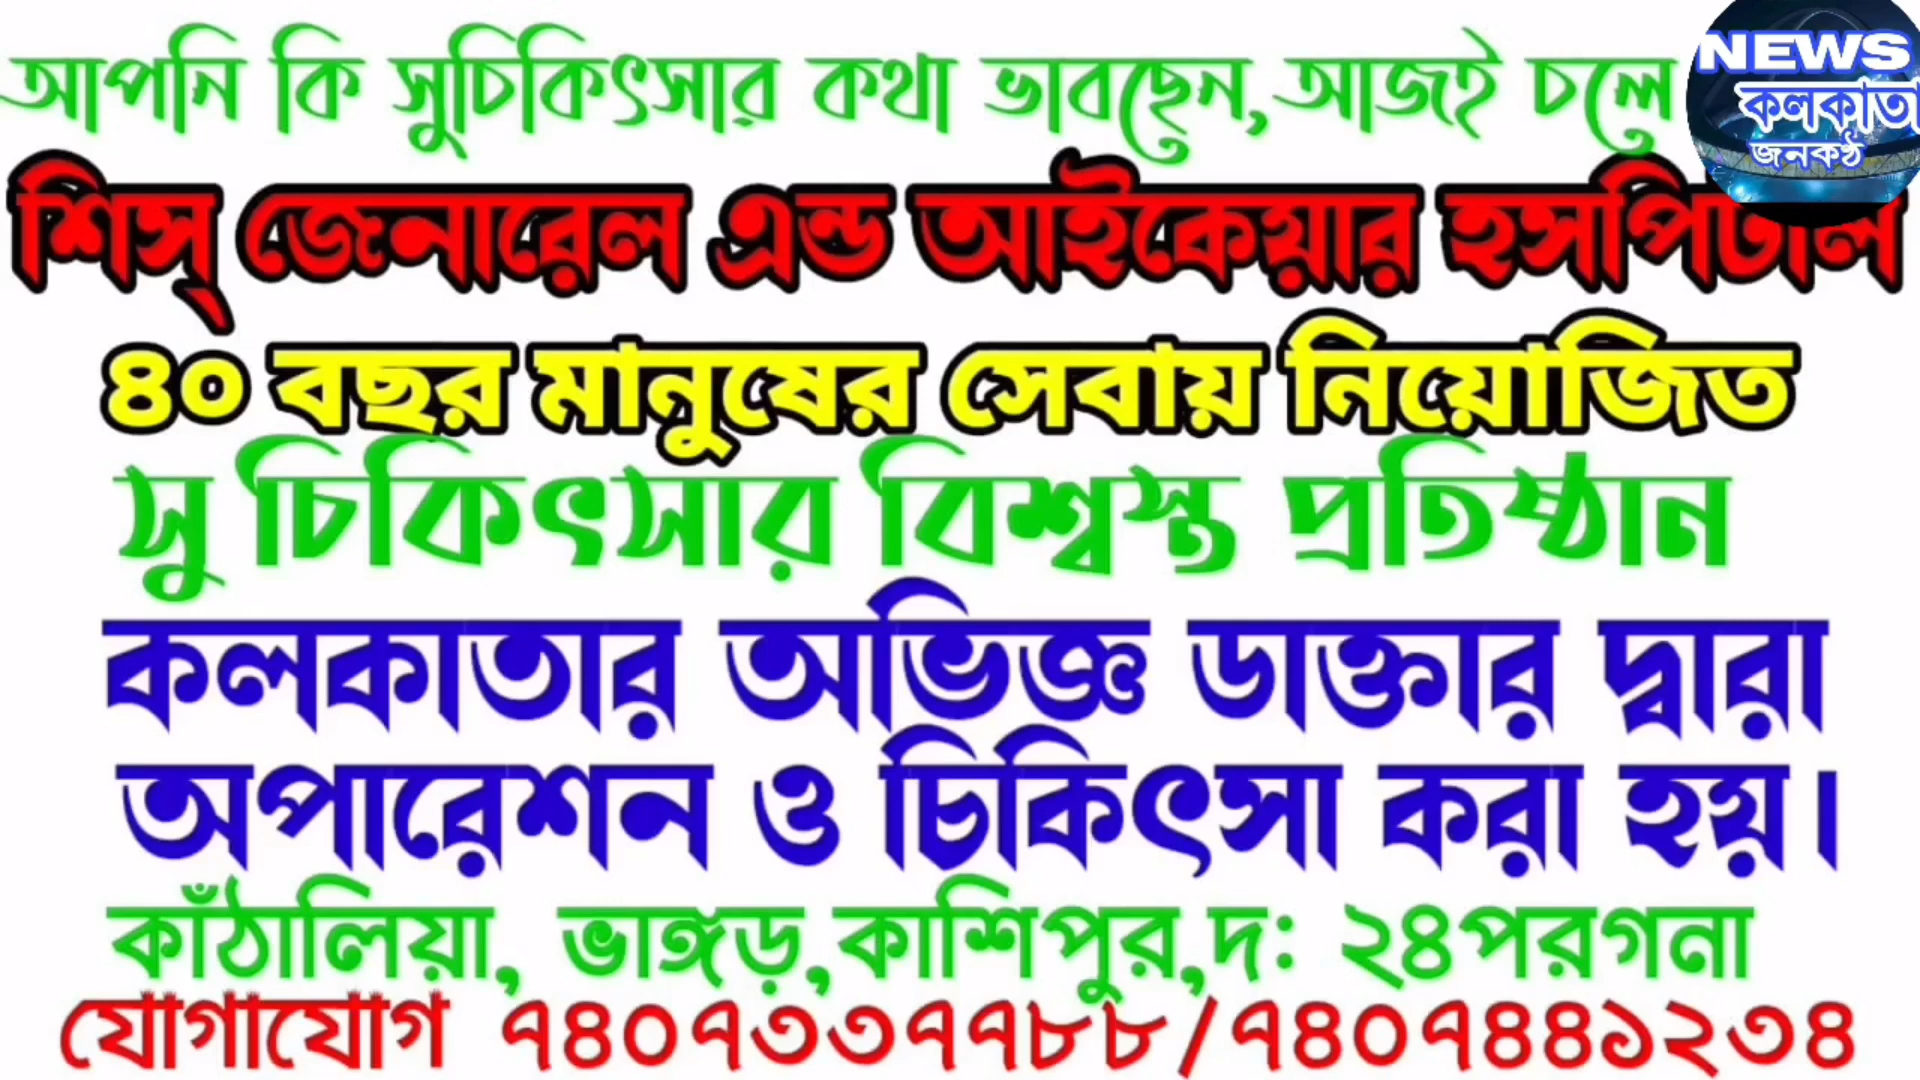 আপনি কি সুচিকিৎসার কথা ভাবছেন,আজই চলে
NEWS
কলকাতা
জনকন্ঠ
শিস্ জেনারেল এন্ড আইকেয়ার হসপিটাল
৪০ বছর মানুষের সেবায় নিয়োজিত
সু চিকিৎসার বিশ্বস্ত প্রতিষ্ঠান
কলকাতার অভিজ্ঞ ডাক্তার দ্বারা
অপারেশন ও চিকিৎসা করা হয়।
কাঁঠালিয়া, ভাঙ্গড়,কাশিপুর,দঃ ২৪পরগনা
যোগাযোগ ৭৪০৭৩৩৭৭৮৮/৭৪০৭৪৪১২৩৪